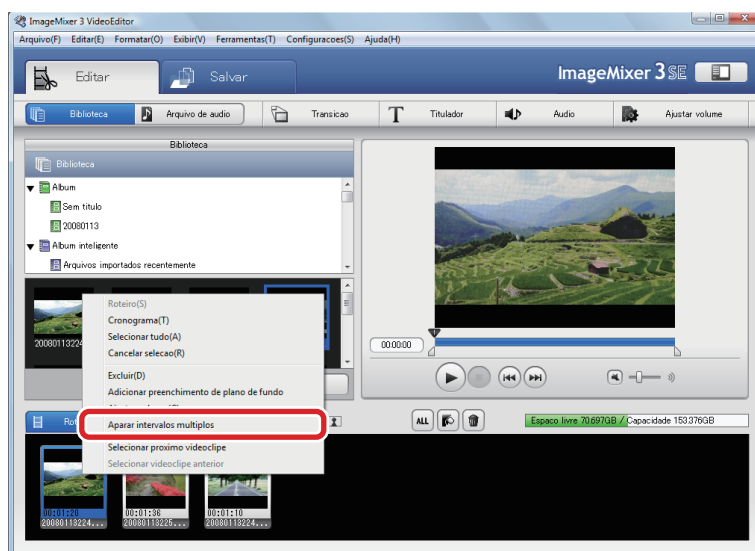 ImageMixer 3 VideoEditor
Arquivo(F) Editar(E) Formatar(O) Exibir(V) Ferramentas(T) Configuracoes(S) Ajuda(H)
Editar Salvar ImageMixer 3 SE
Biblioteca Arquivo de audio Transicao T Titulador Audio Ajustar volume
Biblioteca
Biblioteca
Album
Sem titulo
20080113
Album inteligente
Arquivos importados recentemente
Roteiro(S)
Cronograma(T)
Selecionar tudo(A)
20080113224
Cancelar selecao(R)
00:00:00
Excluir(D)
Adicionar preenchimento de plano de fundo
Aparar intervalos multiplos
ALL
Espaco livre 70.697GB / Capacidade 153.376GB
Selecionar proximo videoclipe
Selecionar videoclipe anterior
00:01:20 00:01:36 00:01:10
20080113224... 20080113225... 20080113224...